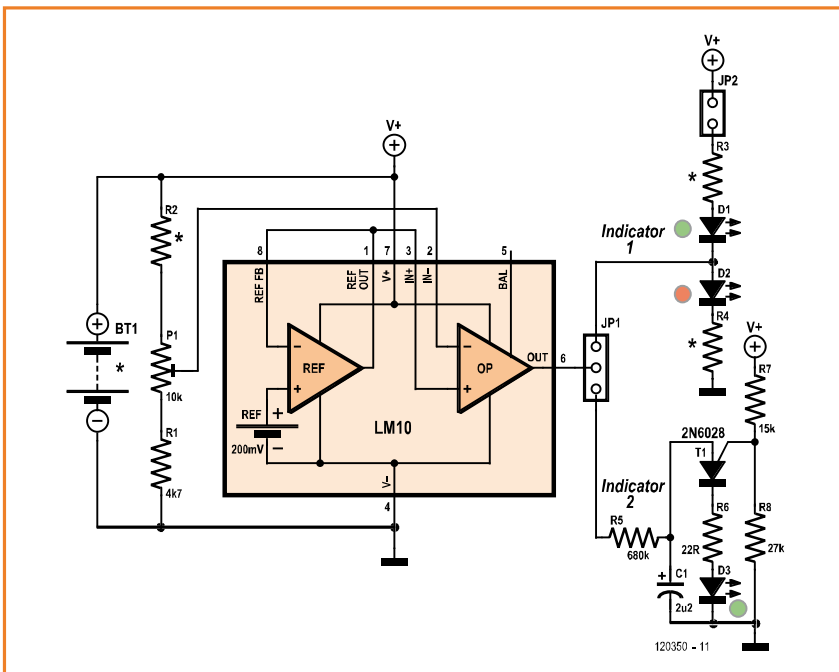 V+
JP2
R3
*
D1
Indicator
1
D2
R4
*
V+
R2
*
8
1
7
3
2
5
REF FB
REF
OUT
V+
IN+
IN–
BAL
BT1
*
P1
10k
REF
OP
OUT
6
JP1
V+
R7
15k
REF
200mV
LM10
2N6028
T1
R1
4k7
V–
4
Indicator
2
R5
680k
R6
22R
R8
27k
D3
C1
2u2
120350 - 11